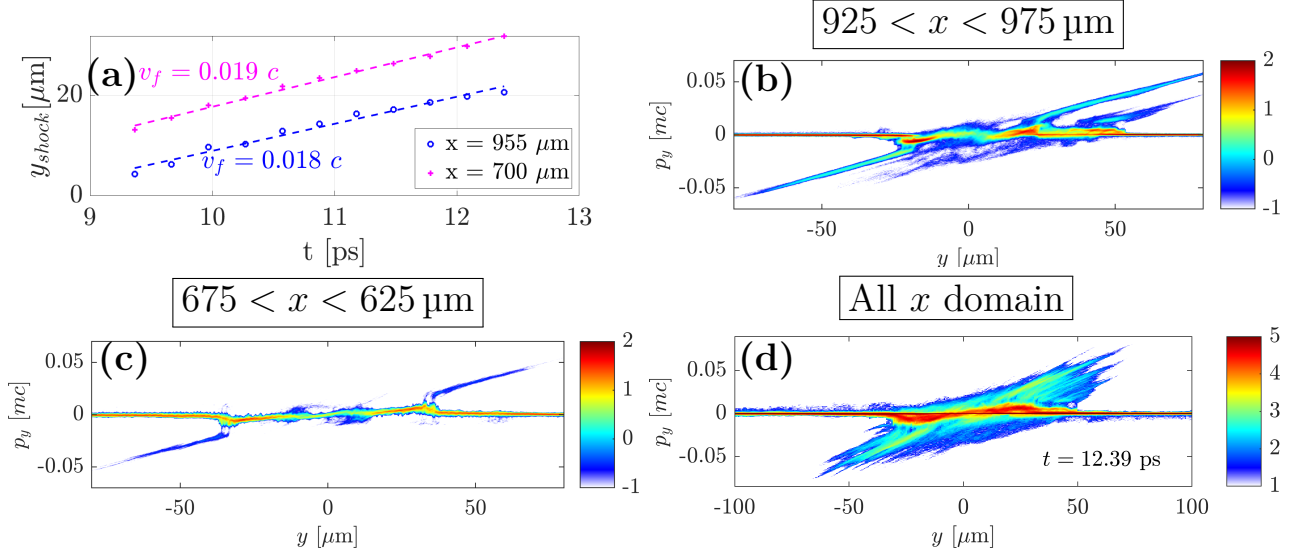 925 < x < 975 μm
(a)
v_f = 0.019 c
v_f = 0.018 c
x = 955 μm
x = 700 μm
y_shock [μm]
20
0
9 10 11 12 13
t [ps]
(b)
p_y [mc]
0.05
0
-0.05
-50 0 50
y [μm]
2
1
0
-1
675 < x < 625 μm
(c)
p_y [mc]
0.05
0
-0.05
-50 0 50
y [μm]
2
1
0
-1
All x domain
(d)
p_y [mc]
0.05
0
-0.05
t = 12.39 ps
-100 -50 0 50 100
y [μm]
5
4
3
2
1